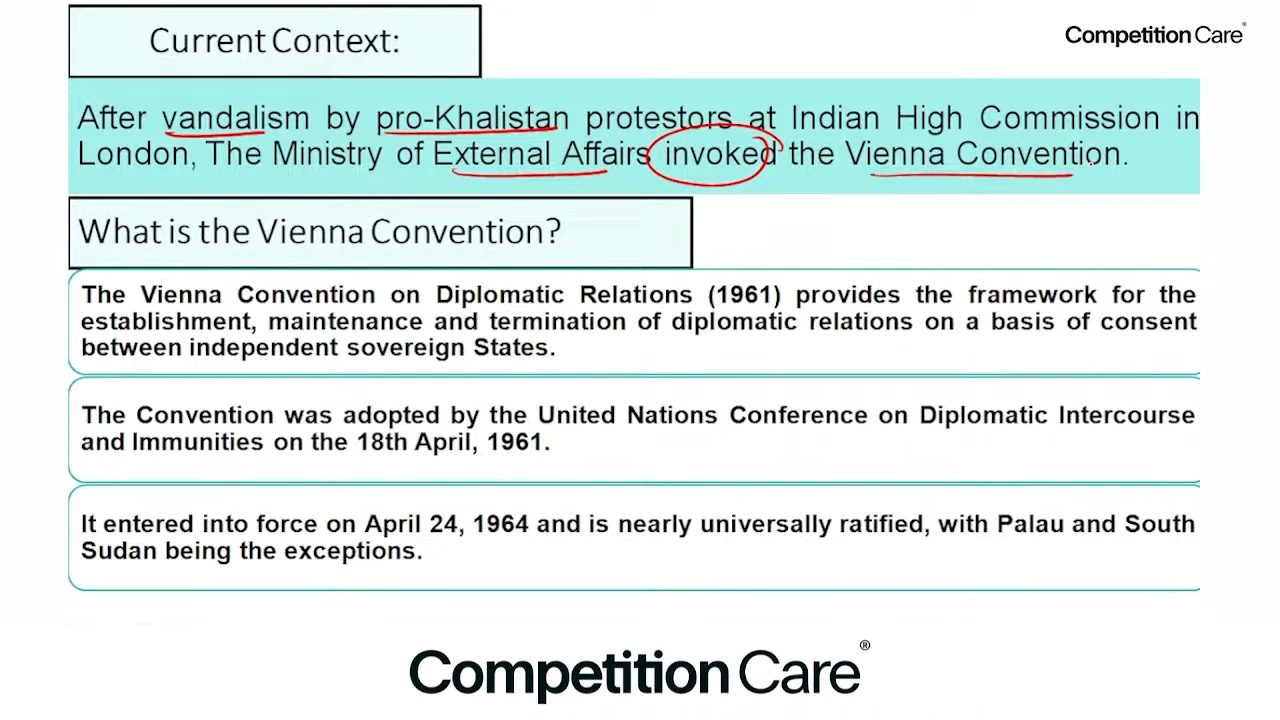 Current Context:
Competition Care®
After vandalism by pro-Khalistan protestors at Indian High Commission in
London, The Ministry of External Affairs invoked the Vienna Convention.
What is the Vienna Convention?
The Vienna Convention on Diplomatic Relations (1961) provides the framework for the
establishment, maintenance and termination of diplomatic relations on a basis of consent
between independent sovereign States.
The Convention was adopted by the United Nations Conference on Diplomatic Intercourse
and Immunities on the 18th April, 1961.
It entered into force on April 24, 1964 and is nearly universally ratified, with Palau and South
Sudan being the exceptions.
Competition Care®